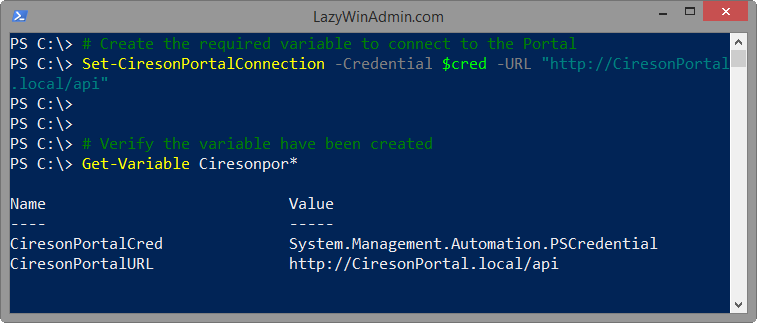 LazyWinAdmin.com
PS C:\> # Create the required variable to connect to the Portal
PS C:\> Set-CiresonPortalConnection -Credential $cred -URL "http://CiresonPortal
.local/api"
PS C:\>
PS C:\>
PS C:\> # Verify the variable have been created
PS C:\> Get-Variable Ciresonpor*
Name                           Value
----                           -----
CiresonPortalCred              System.Management.Automation.PSCredential
CiresonPortalURL               http://CiresonPortal.local/api